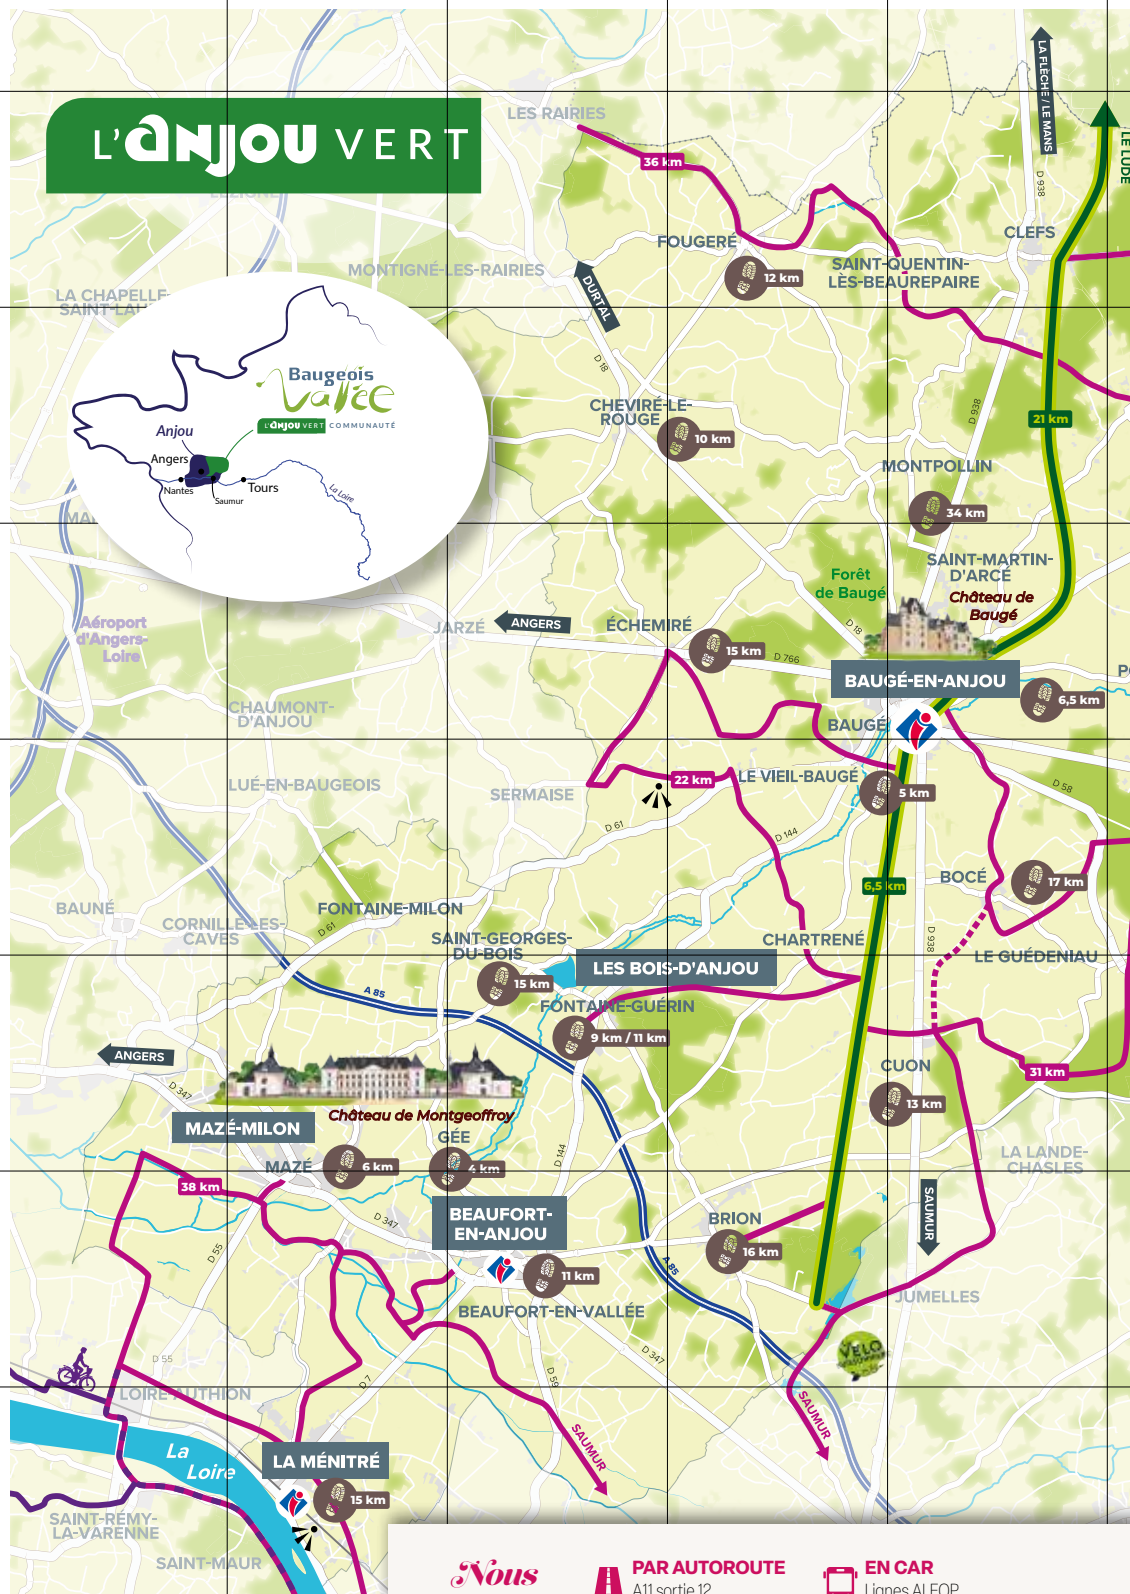 L'ANJOU VERT
LES RAIRIES
36 km
LA FLÈCHE / LE MANS
LE LUDE
D 938
CLEFS
FOUGERÉ
12 km
SAINT-QUENTIN-
LÈS-BEAUREPAIRE
MONTIGNÉ-LES-RAIRIES
DURTAL
LA CHAPELLE-
D 18
Baugeois
Vallée
L'ANJOU VERT COMMUNAUTÉ
Anjou
Angers
Nantes
Saumur
Tours
La Loire
CHEVIRÉ-LE-
ROUGE
10 km
D 938
21 km
MONTPOLLIN
34 km
SAINT-MARTIN-
D'ARCÉ
Forêt
de Baugé
Château de
Baugé
D 18
Aéroport
d'Angers-
Loire
JARZÉ
ANGERS
ÉCHEMIRÉ
15 km
D 766
BAUGÉ-EN-ANJOU
6,5 km
CHAUMONT-
D'ANJOU
BAUGÉ
LUÉ-EN-BAUGEOIS
SERMAISE
22 km
LE VIEIL-BAUGÉ
5 km
D 58
D 61
D 144
6,5 km
BOCÉ
17 km
BAUNÉ
CORNILLE-LES-
CAVES
D 61
FONTAINE-MILON
SAINT-GEORGES-
DU-BOIS
15 km
LES BOIS-D'ANJOU
CHARTRENÉ
D 938
LE GUÉDENIAU
A 85
FONTAINE-GUÉRIN
9 km / 11 km
ANGERS
D 347
CUON
31 km
13 km
Château de Montgeoffroy
MAZÉ-MILON
GÉE
4 km
MAZÉ
6 km
D 144
LA LANDE-
CHASLES
38 km
SAUMUR
BEAUFORT-
EN-ANJOU
D 347
D 55
BRION
16 km
A 85
11 km
BEAUFORT-EN-VALLÉE
JUMELLES
VELO
D 347
D 55
D 7
D 59
LOIRE-AUTHION
SAUMUR
SAUMUR
La
Loire
LA MÉNITRÉ
15 km
SAINT-RÉMY-
LA-VARENNE
SAINT-MAUR
Nous
PAR AUTOROUTE
A11 sortie 12
EN CAR
Lignes ALEOP